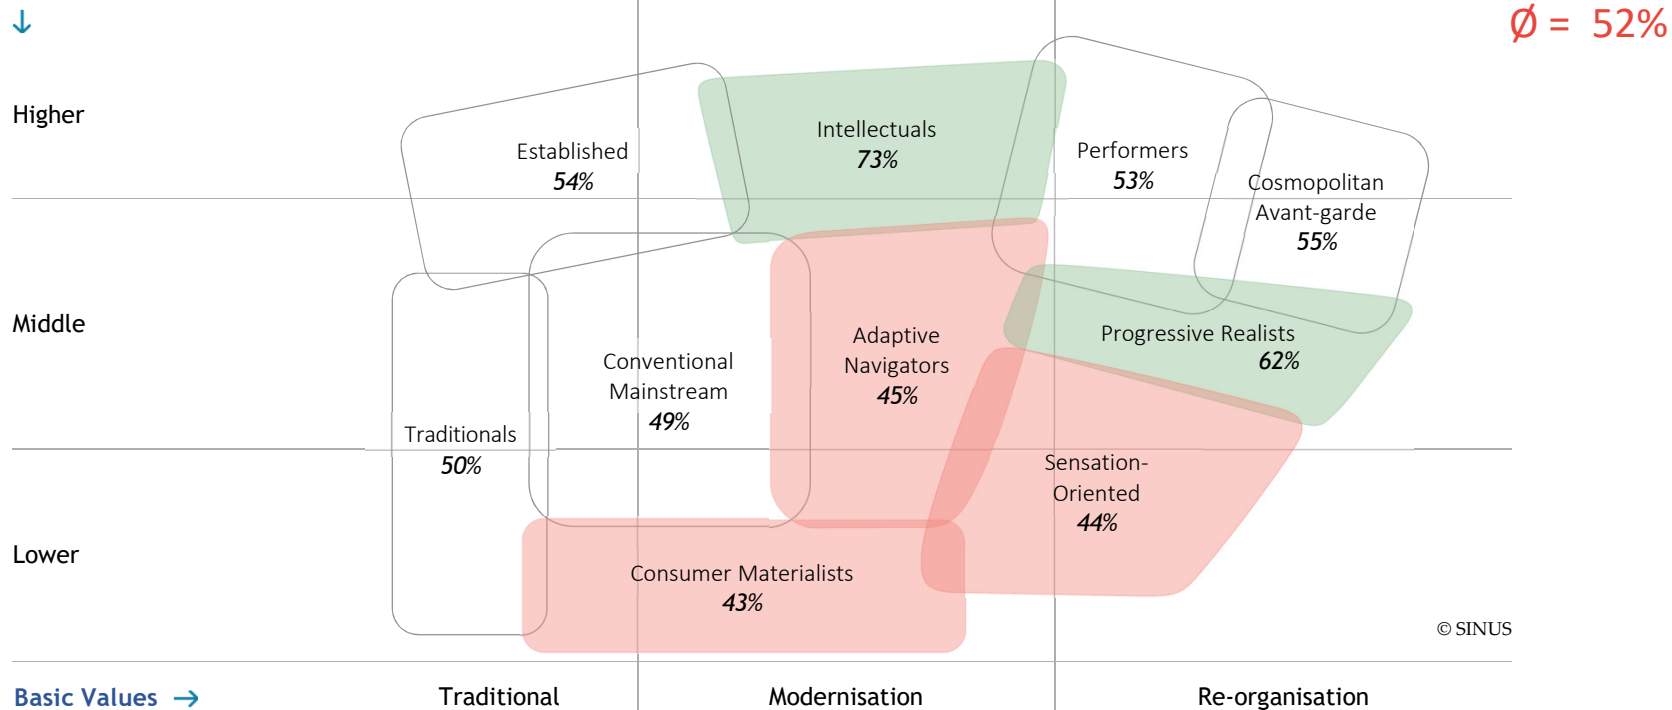 ↓
Ø = 52%
Higher
Established
54%
Intellectuals
73%
Performers
53%
Cosmopolitan
Avant-garde
55%
Middle
Conventional
Mainstream
49%
Adaptive
Navigators
45%
Progressive Realists
62%
Traditionals
50%
Sensation-
Oriented
44%
Lower
Consumer Materialists
43%
© SINUS
Basic Values →
Traditional
Modernisation
Re-organisation